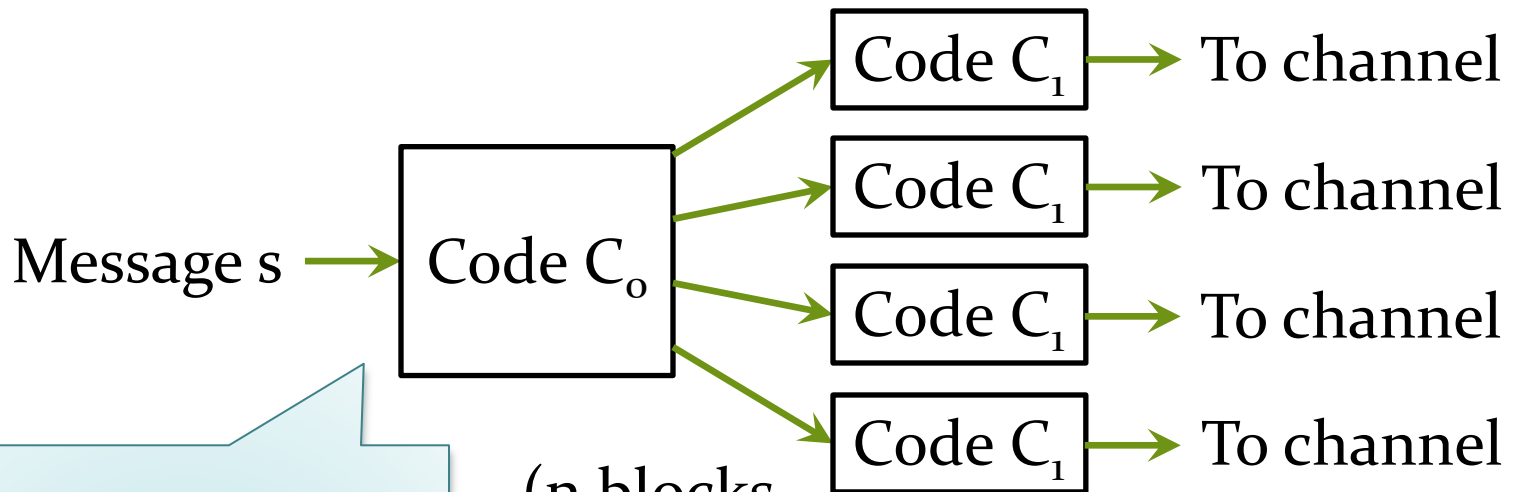 Code C₁ To channel
Code C₁ To channel
Message s Code C₀
Code C₁ To channel
Code C₁ To channel
(n blocks